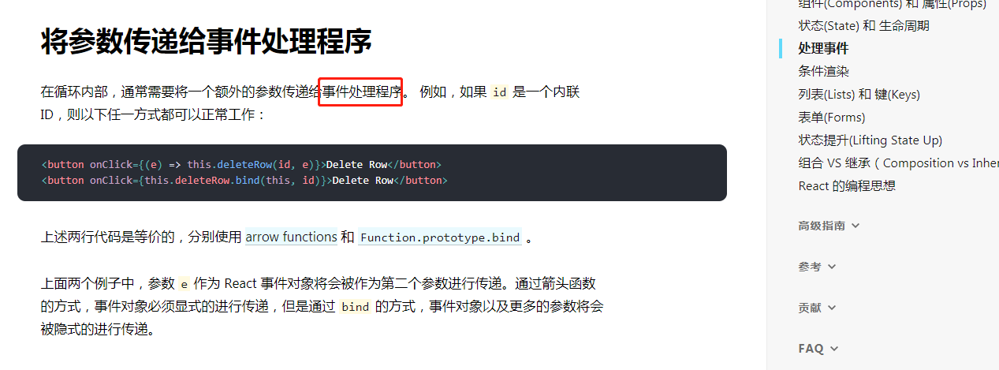 将参数传递给事件处理程序
在循环内部，通常需要将一个额外的参数传递给事件处理程序。 例如，如果 id 是一个内联
ID，则以下任一方式都可以正常工作：
<button onClick={(e) => this.deleteRow(id, e)}>Delete Row</button>
<button onClick={this.deleteRow.bind(this, id)}>Delete Row</button>
上述两行代码是等价的，分别使用 arrow functions 和 Function.prototype.bind 。
上面两个例子中，参数 e 作为 React 事件对象将会被作为第二个参数进行传递。通过箭头函数
的方式，事件对象必须显式的进行传递，但是通过 bind 的方式，事件对象以及更多的参数将会
被隐式的进行传递。
组件(Components) 和 属性(Props)
状态(State) 和 生命周期
处理事件
条件渲染
列表(Lists) 和 键(Keys)
表单(Forms)
状态提升(Lifting State Up)
组合 VS 继承（Composition vs Inher
React 的编程思想
高级指南
参考
贡献
FAQ